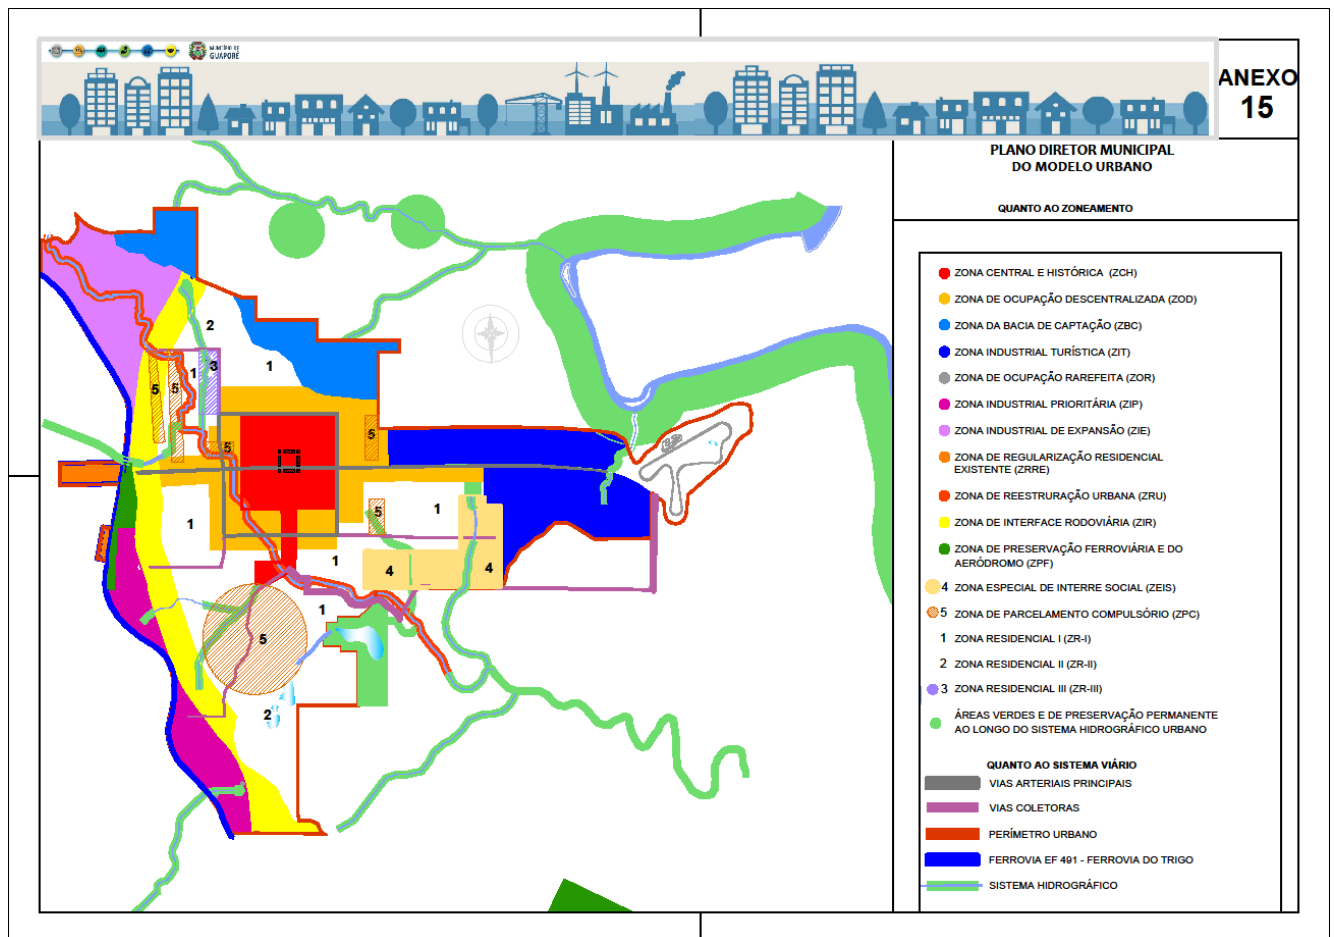 MUNICÍPIO DE
GUAPORÉ
ANEXO
15
PLANO DIRETOR MUNICIPAL
DO MODELO URBANO
QUANTO AO ZONEAMENTO
ZONA CENTRAL E HISTÓRICA (ZCH)
ZONA DE OCUPAÇÃO DESCENTRALIZADA (ZOD)
ZONA DA BACIA DE CAPTAÇÃO (ZBC)
ZONA INDUSTRIAL TURÍSTICA (ZIT)
ZONA DE OCUPAÇÃO RAREFEITA (ZOR)
ZONA INDUSTRIAL PRIORITÁRIA (ZIP)
ZONA INDUSTRIAL DE EXPANSÃO (ZIE)
ZONA DE REGULARIZAÇÃO RESIDENCIAL
EXISTENTE (ZRRE)
ZONA DE REESTRURAÇÃO URBANA (ZRU)
ZONA DE INTERFACE RODOVIÁRIA (ZIR)
ZONA DE PRESERVAÇÃO FERROVIÁRIA E DO
AERÓDROMO (ZPF)
4 ZONA ESPECIAL DE INTERRE SOCIAL (ZEIS)
5 ZONA DE PARCELAMENTO COMPULSÓRIO (ZPC)
1 ZONA RESIDENCIAL I (ZR-I)
2 ZONA RESIDENCIAL II (ZR-II)
3 ZONA RESIDENCIAL III (ZR-III)
ÁREAS VERDES E DE PRESERVAÇÃO PERMANENTE
AO LONGO DO SISTEMA HIDROGRÁFICO URBANO
QUANTO AO SISTEMA VIÁRIO
VIAS ARTERIAIS PRINCIPAIS
VIAS COLETORAS
PERÍMETRO URBANO
FERROVIA EF 491 - FERROVIA DO TRIGO
SISTEMA HIDROGRÁFICO
2
1
3
1
5
5
5
5
5
1
1
1
4
4
1
5
2